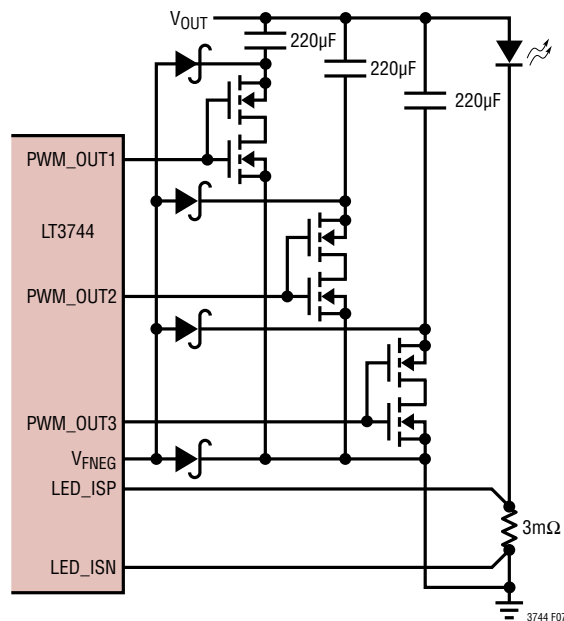 VOUT
220µF
220µF
220µF
PWM_OUT1
LT3744
PWM_OUT2
PWM_OUT3
VFNEG
LED_ISP
3mΩ
LED_ISN
3744 F07